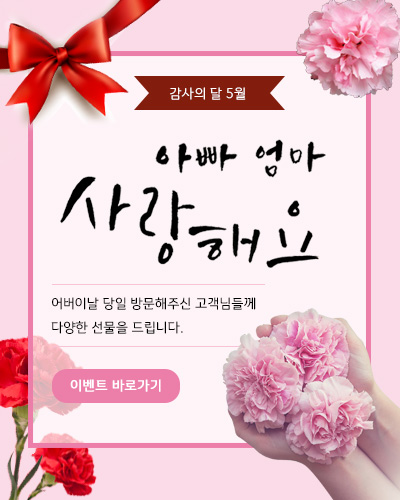 감사의 달 5월
아빠 엄마
사랑해요
어버이날 당일 방문해주신 고객님들께
다양한 선물을 드립니다.
이벤트 바로가기